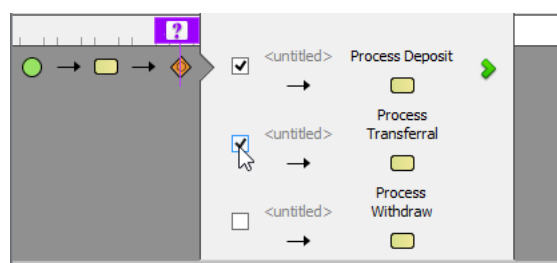 ?
<untitled> Process Deposit
Process
<untitled> Transferral
Process
<untitled> Withdraw